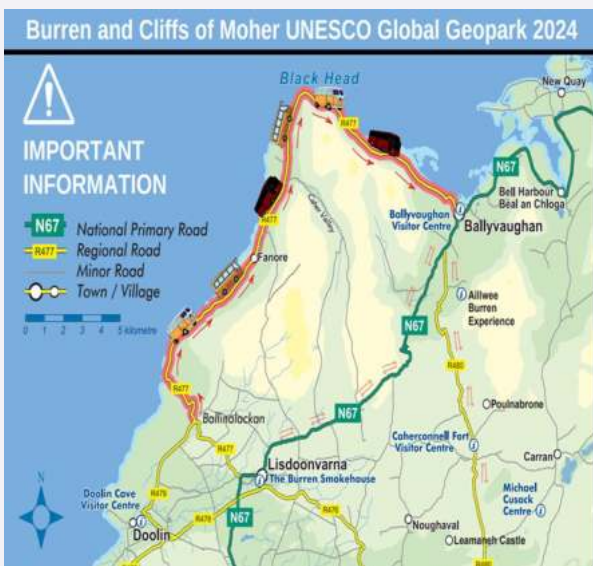 Burren and Cliffs of Moher UNESCO Global Geopark 2024
Black Head
New Quay
IMPORTANT
INFORMATION
R477
N67
Bell Harbour
Béal an Chloga
N67 National Primary Road
R477 Regional Road
Minor Road
Town / Village
0 1 2 3 4 5 kilometre
Ballyvaughan
Visitor Centre
Ballyvaughan
Caher Valley
R477
Fanore
Aillwee
Burren
Experience
N67
R480
R477
Poulnabrone
Ballinalackan
N67
R477
Caherconnell Fort
Visitor Centre
Carran
Lisdoonvarna
The Burren Smokehouse
N
Doolin Cave
Visitor Centre
R479
Michael
Cusack
Centre
Doolin
R478
N67
R476
Noughaval
Leamaneh Castle
R480